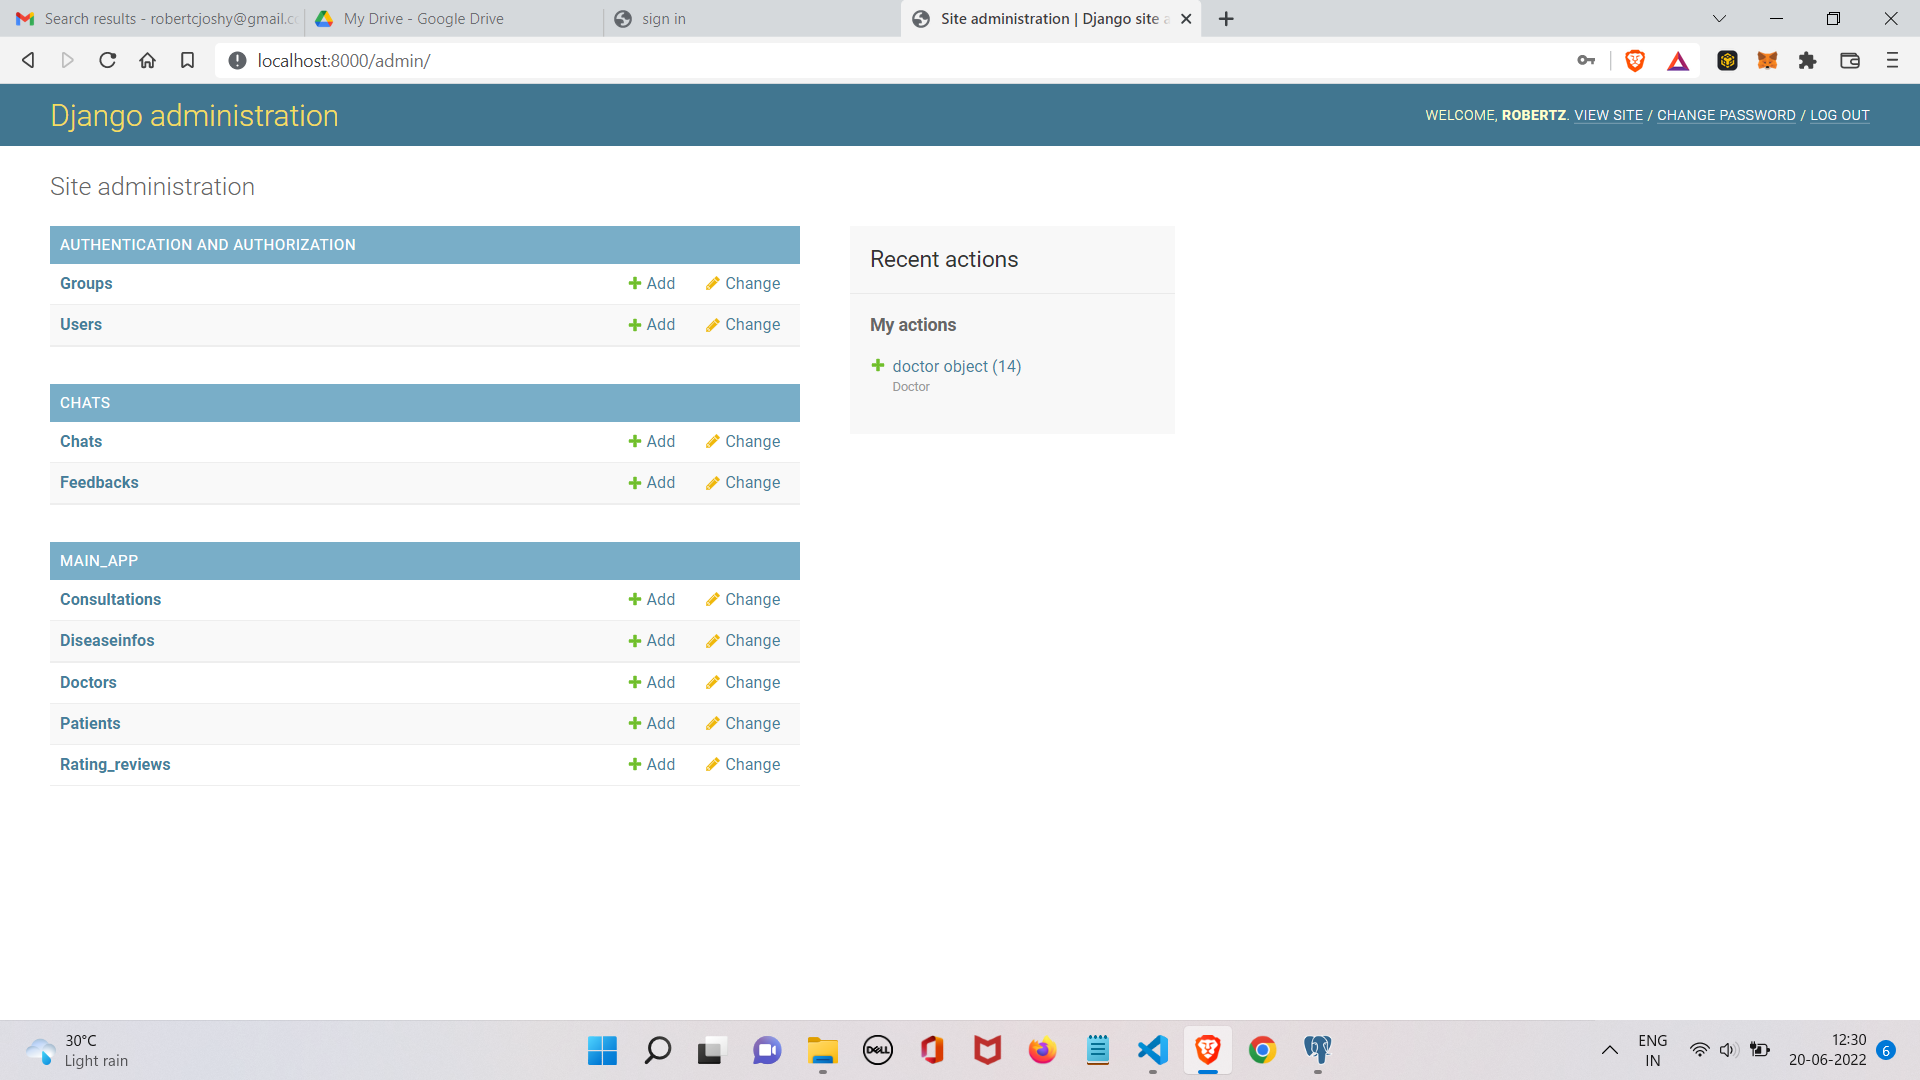 Search results - robertcjoshy@gmail.c
My Drive - Google Drive
sign in
Site administration | Django site
localhost:8000/admin/
Django administration
WELCOME, ROBERTZ. VIEW SITE / CHANGE PASSWORD / LOG OUT
Site administration
AUTHENTICATION AND AUTHORIZATION
Groups Add Change
Users Add Change
CHATS
Chats Add Change
Feedbacks Add Change
MAIN_APP
Consultations Add Change
Diseaseinfos Add Change
Doctors Add Change
Patients Add Change
Rating_reviews Add Change
Recent actions
My actions
doctor object (14)
Doctor
30°C
Light rain
DELL
ENG
IN
12:30
20-06-2022
6